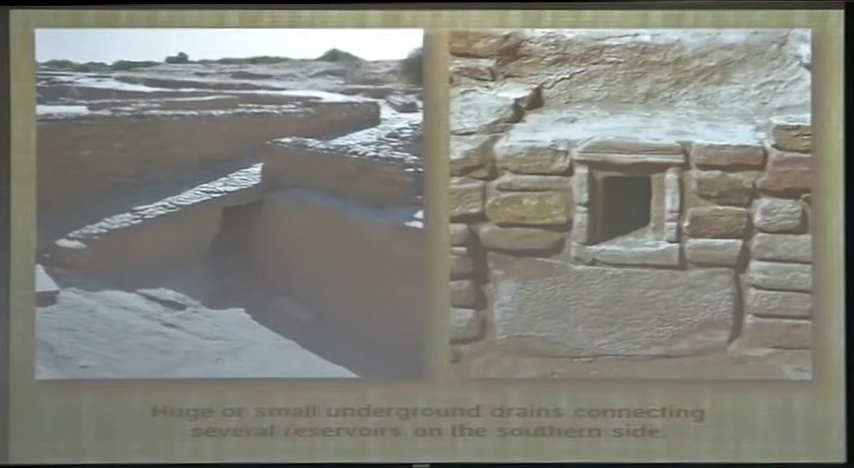 Huge or small underground drains connecting
several reservoirs on the southern side.